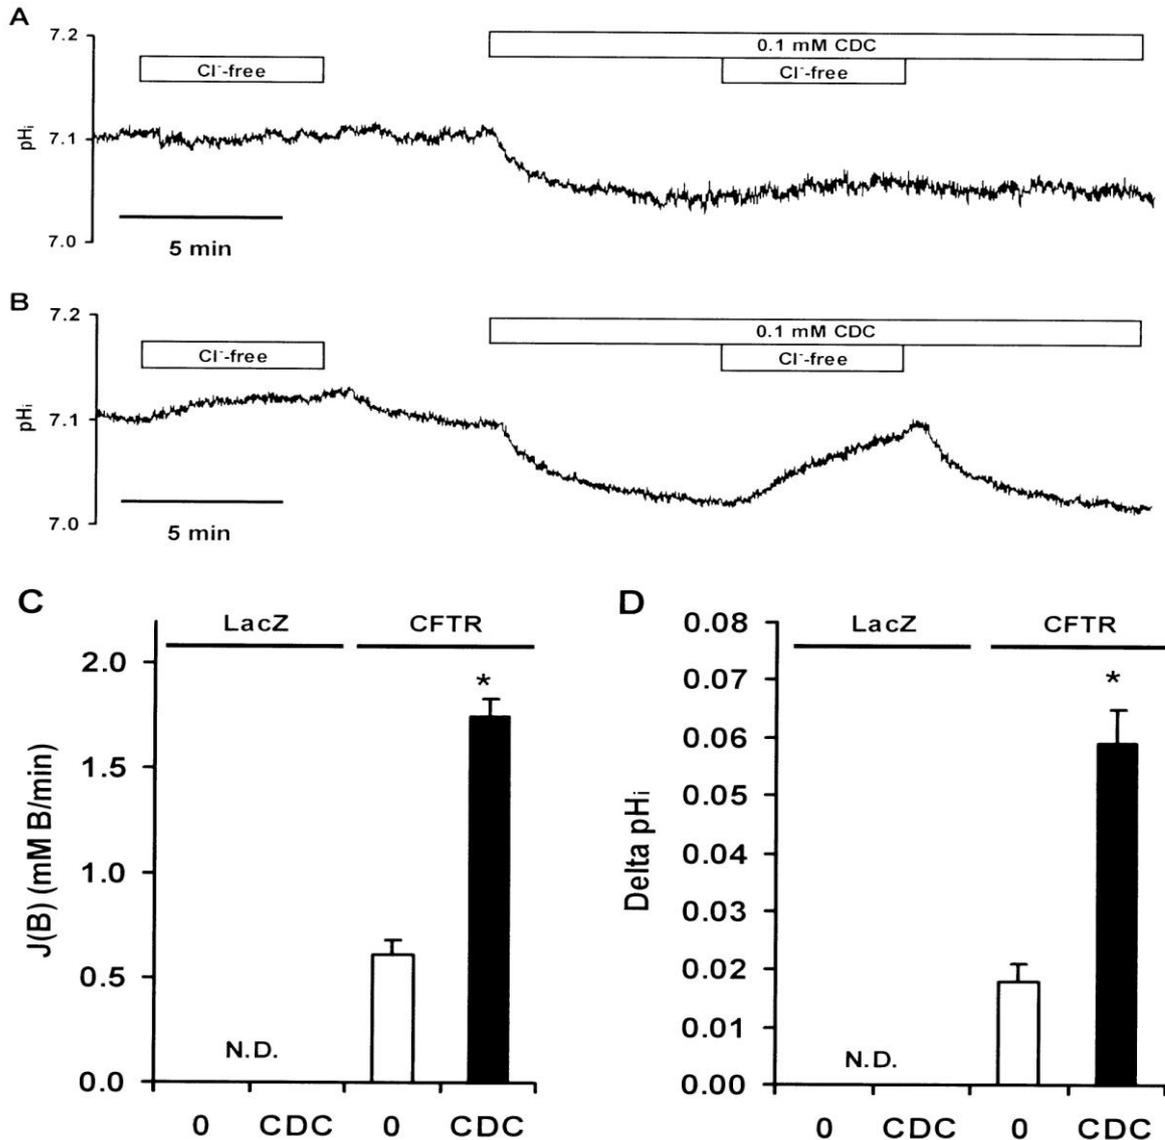 A
7.2
0.1 mM CDC
Cl⁻-free
Cl⁻-free
pHi
7.1
5 min
7.0
B
7.2
0.1 mM CDC
Cl⁻-free
Cl⁻-free
pHi
7.1
5 min
7.0
C
LacZ
CFTR
2.0
*
1.5
J(B) (mM B/min)
1.0
0.5
N.D.
0.0
0 CDC 0 CDC
D
0.08
LacZ
CFTR
0.07
*
0.06
0.05
Delta pHi
0.04
0.03
0.02
0.01
N.D.
0.00
0 CDC 0 CDC